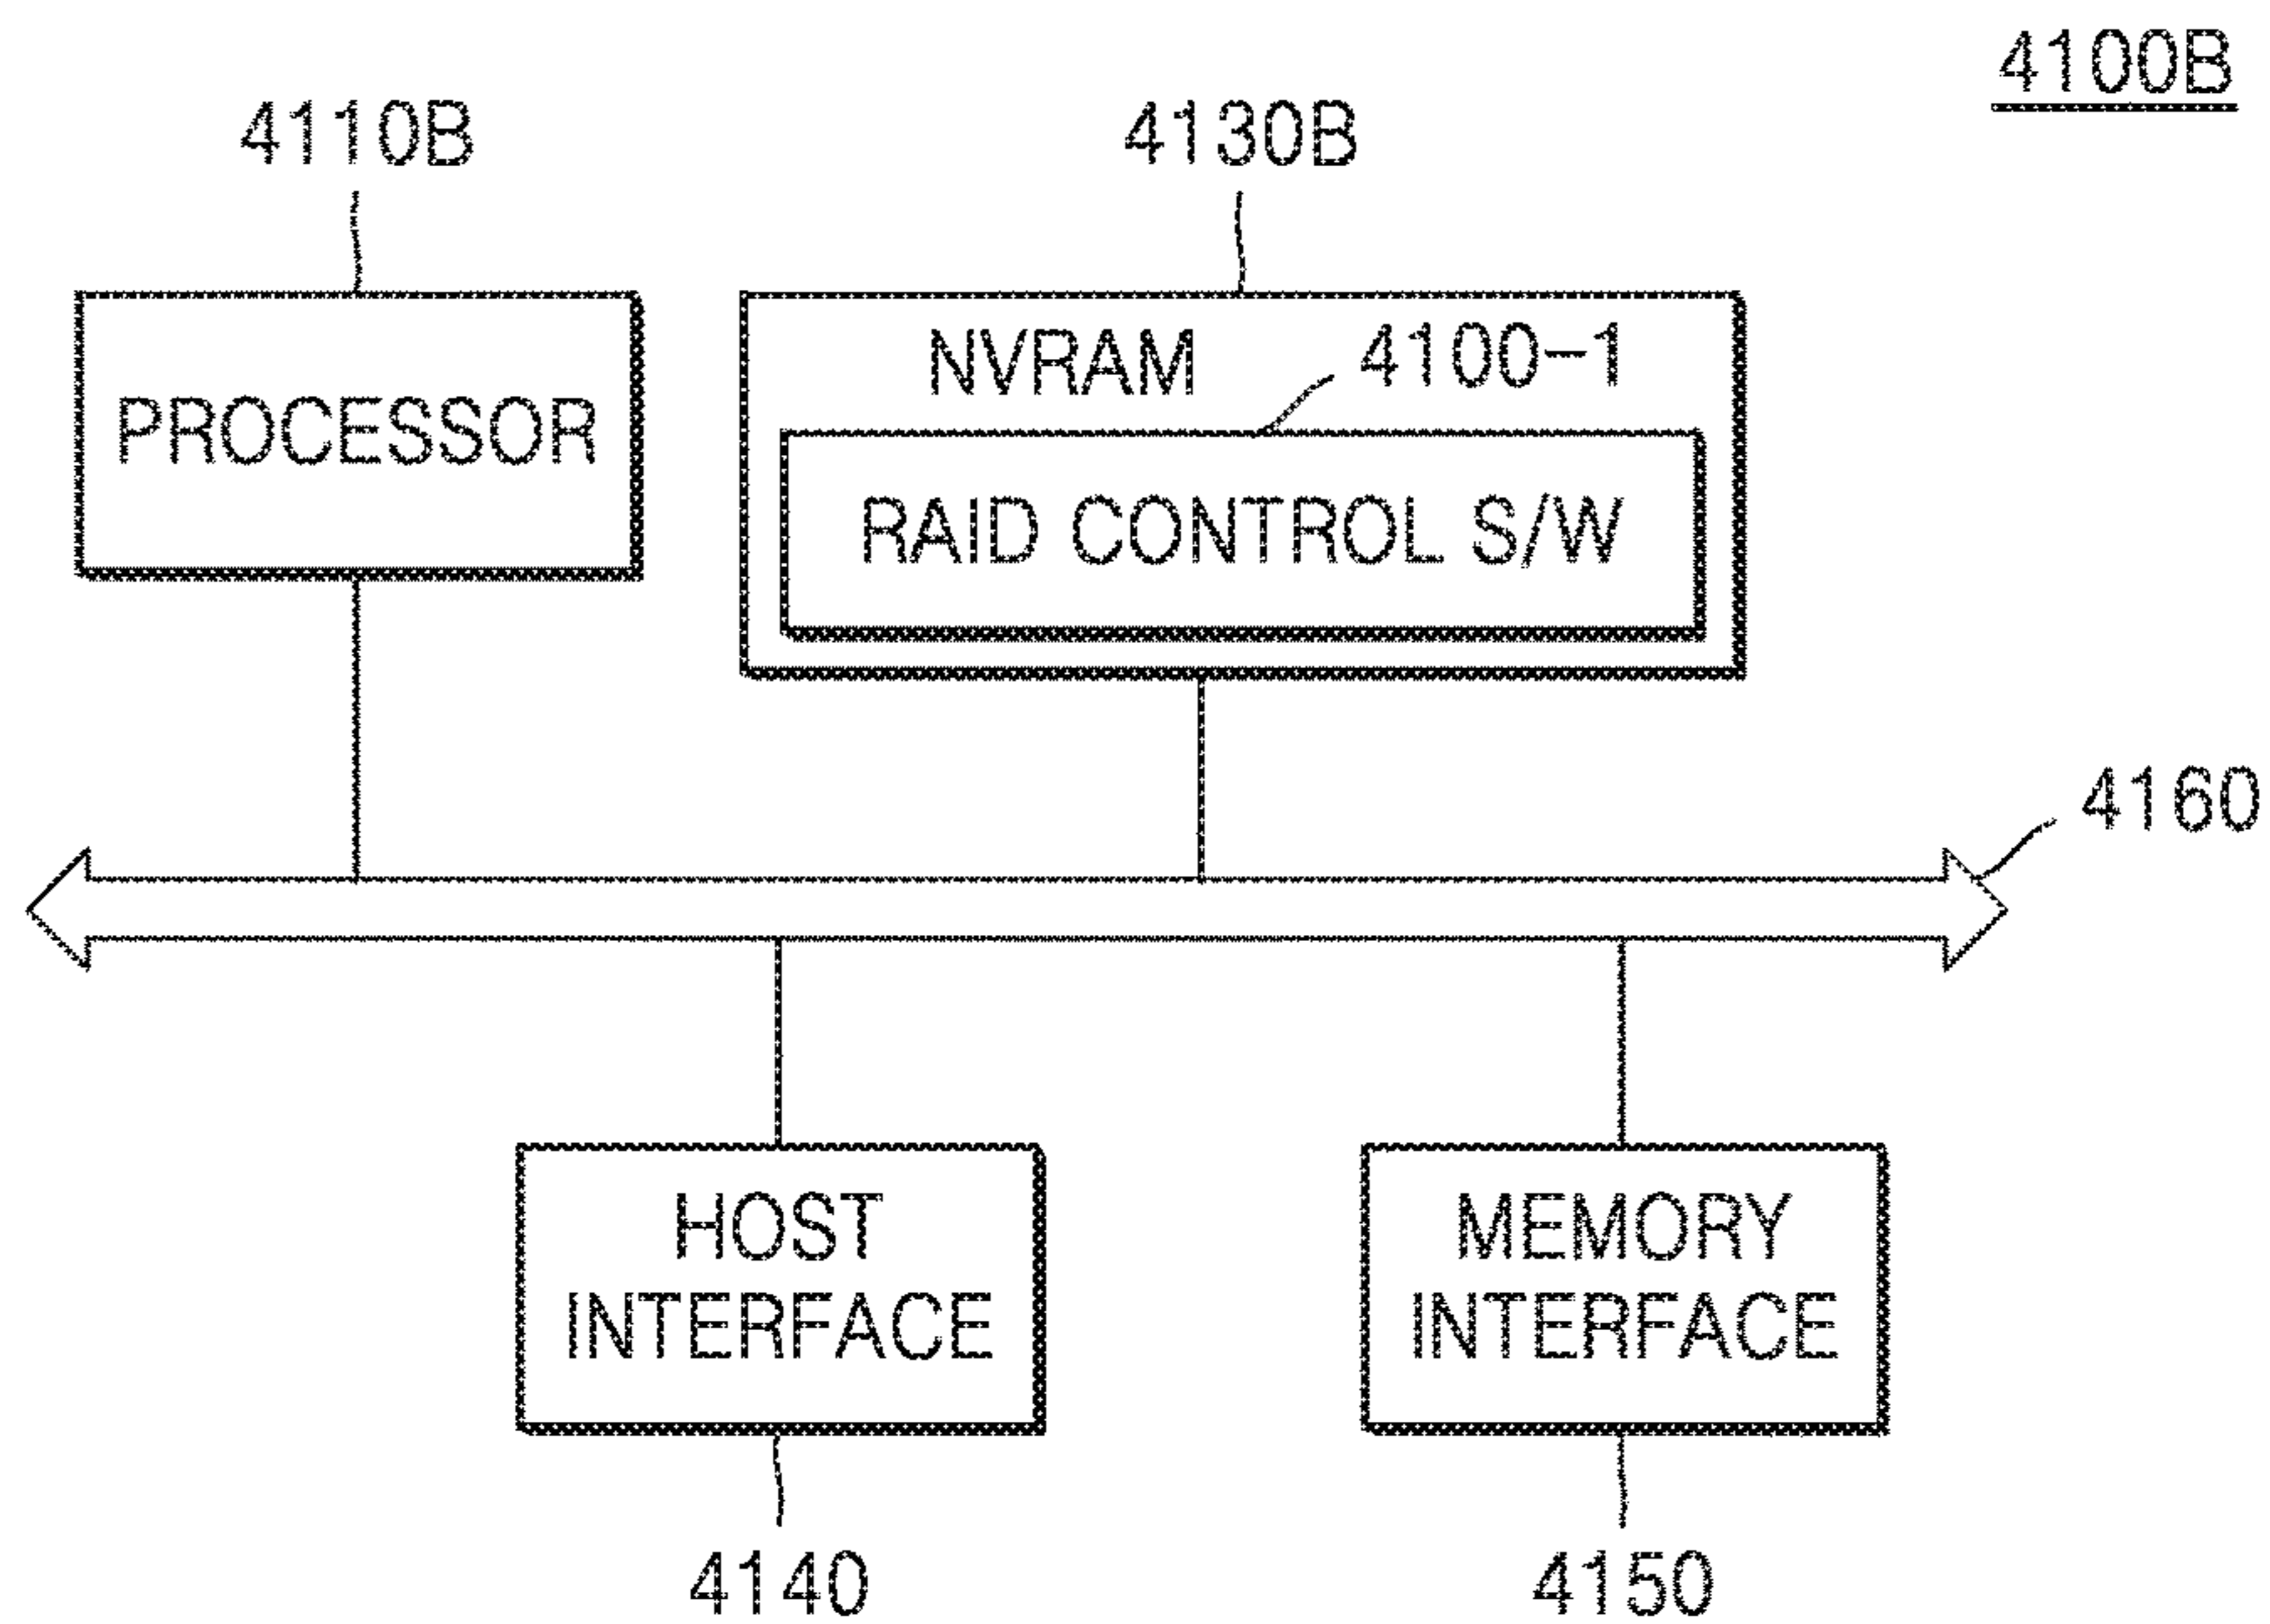 4100B
4110B
4130B
NVRAM
4100-1
PROCESSOR
RAID CONTROL S/W
4160
HOST
INTERFACE
MEMORY
INTERFACE
4140
4150